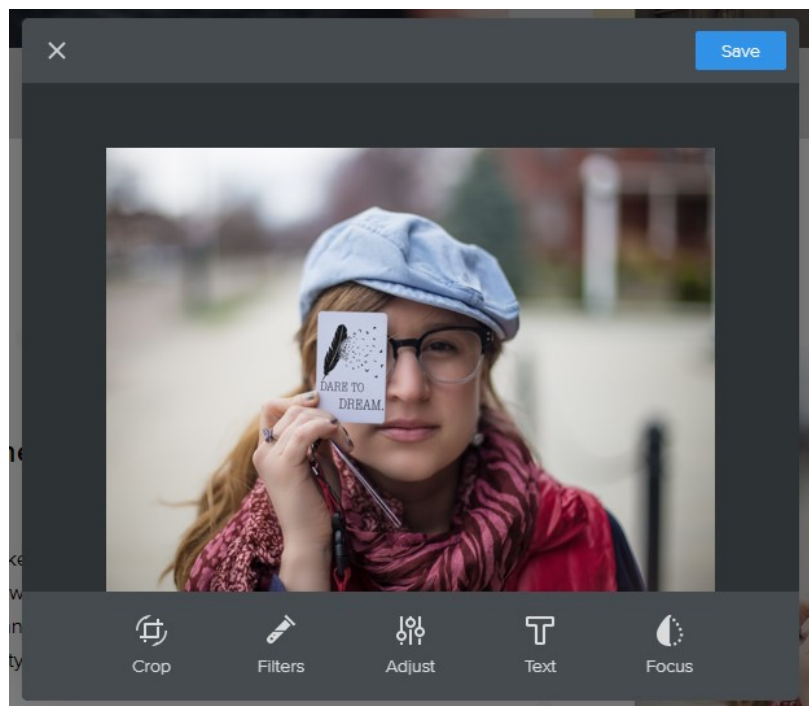 Save
DARE TO
DREAM.
Crop
Filters
Adjust
Text
Focus